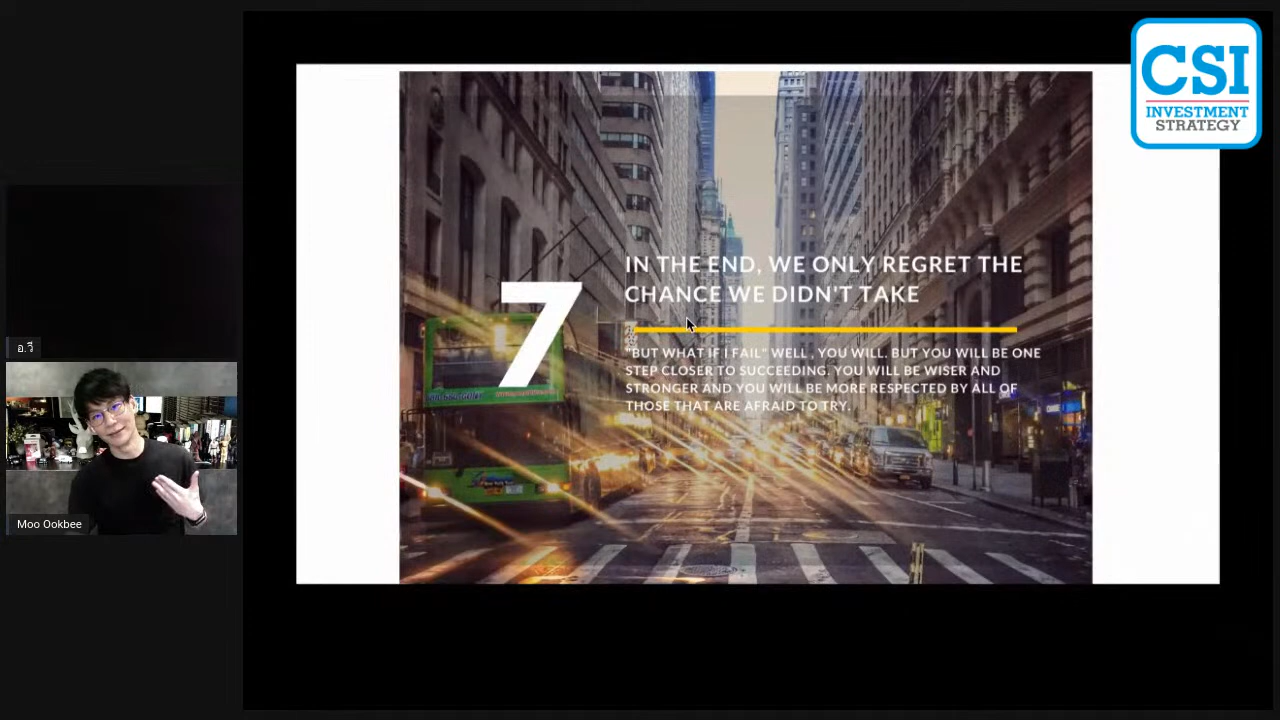 CSI
INVESTMENT
STRATEGY
7
IN THE END, WE ONLY REGRET THE
CHANCE WE DIDN'T TAKE
"BUT WHAT IF I FAIL" WELL , YOU WILL. BUT YOU WILL BE ONE
STEP CLOSER TO SUCCEEDING. YOU WILL BE WISER AND
STRONGER AND YOU WILL BE MORE RESPECTED BY ALL OF
THOSE THAT ARE AFRAID TO TRY.
อ.วี
Moo Ookbee